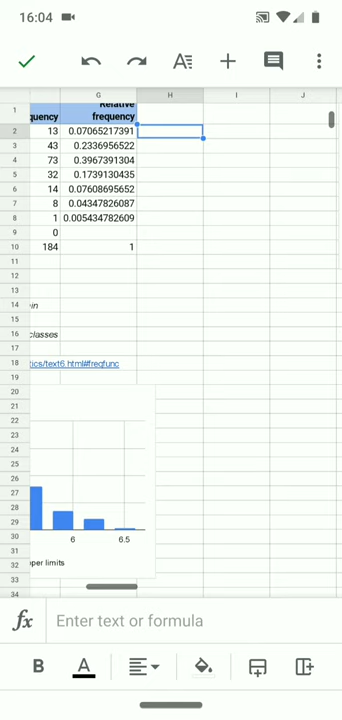 16:04
A
G H I J
1 Relative
quency frequency
2 13 0.07065217391
3 43 0.2336956522
4 73 0.3967391304
5 32 0.1739130435
6 14 0.07608695652
7 8 0.04347826087
8 1 0.005434782609
9 0
10 184 1
11
12
13
14 in
15
16 classes
17
18 tics/text6.html#freqfunc
19
20
21
22
23
24
25
26
27
28
29
30 6 6.5
31
32 per limits
33
34
fx Enter text or formula
B A